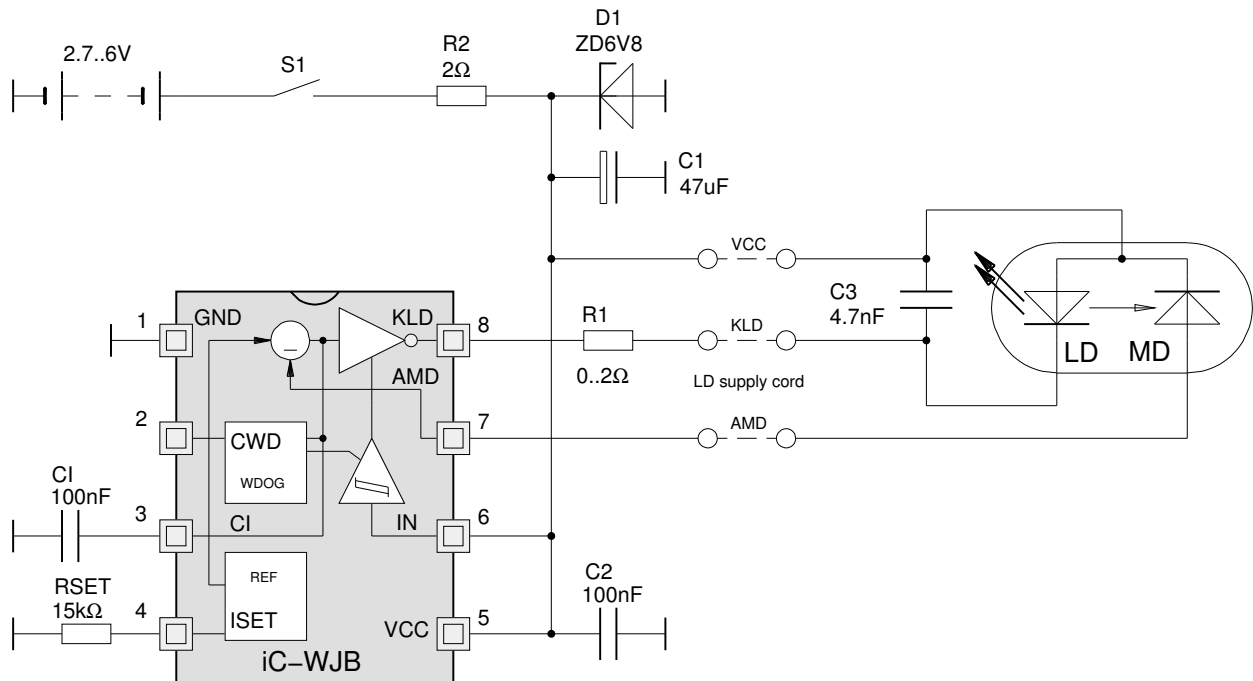 D1
ZD6V8
2.7..6V
S1
R2
2Ω
C1
47uF
VCC
C3
4.7nF
LD
MD
1
GND
KLD
8
R1
0..2Ω
KLD
LD supply cord
AMD
2
7
AMD
CWD
WDOG
CI
100nF
3
CI
IN
6
REF
RSET
15kΩ
4
ISET
VCC
5
C2
100nF
iC-WJB